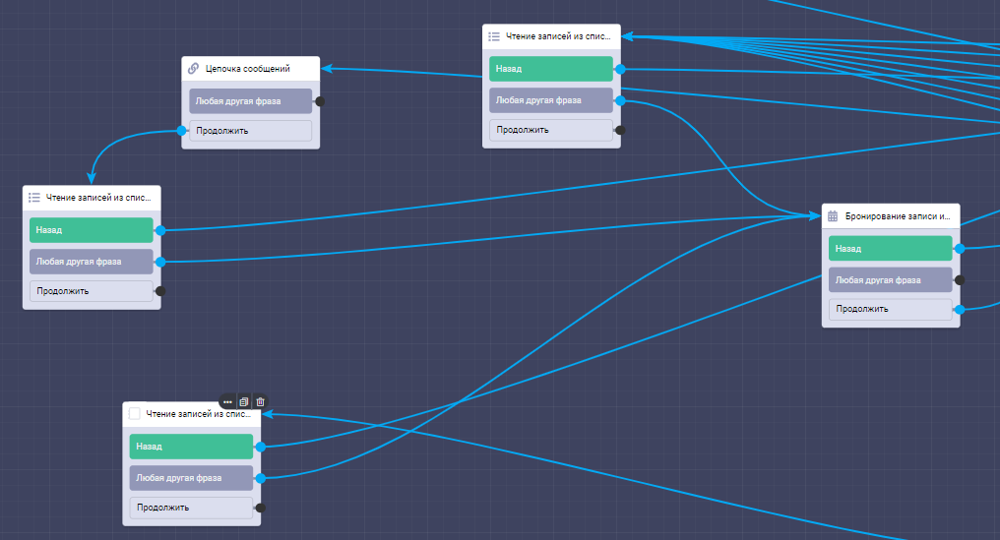 Чтение записей из спис...
Назад
Любая другая фраза
Продолжить
Цепочка сообщений
Любая другая фраза
Продолжить
Чтение записей из спис...
Назад
Любая другая фраза
Продолжить
Бронирование записи и...
Назад
Любая другая фраза
Продолжить
Чтение записей из спис...
Назад
Любая другая фраза
Продолжить